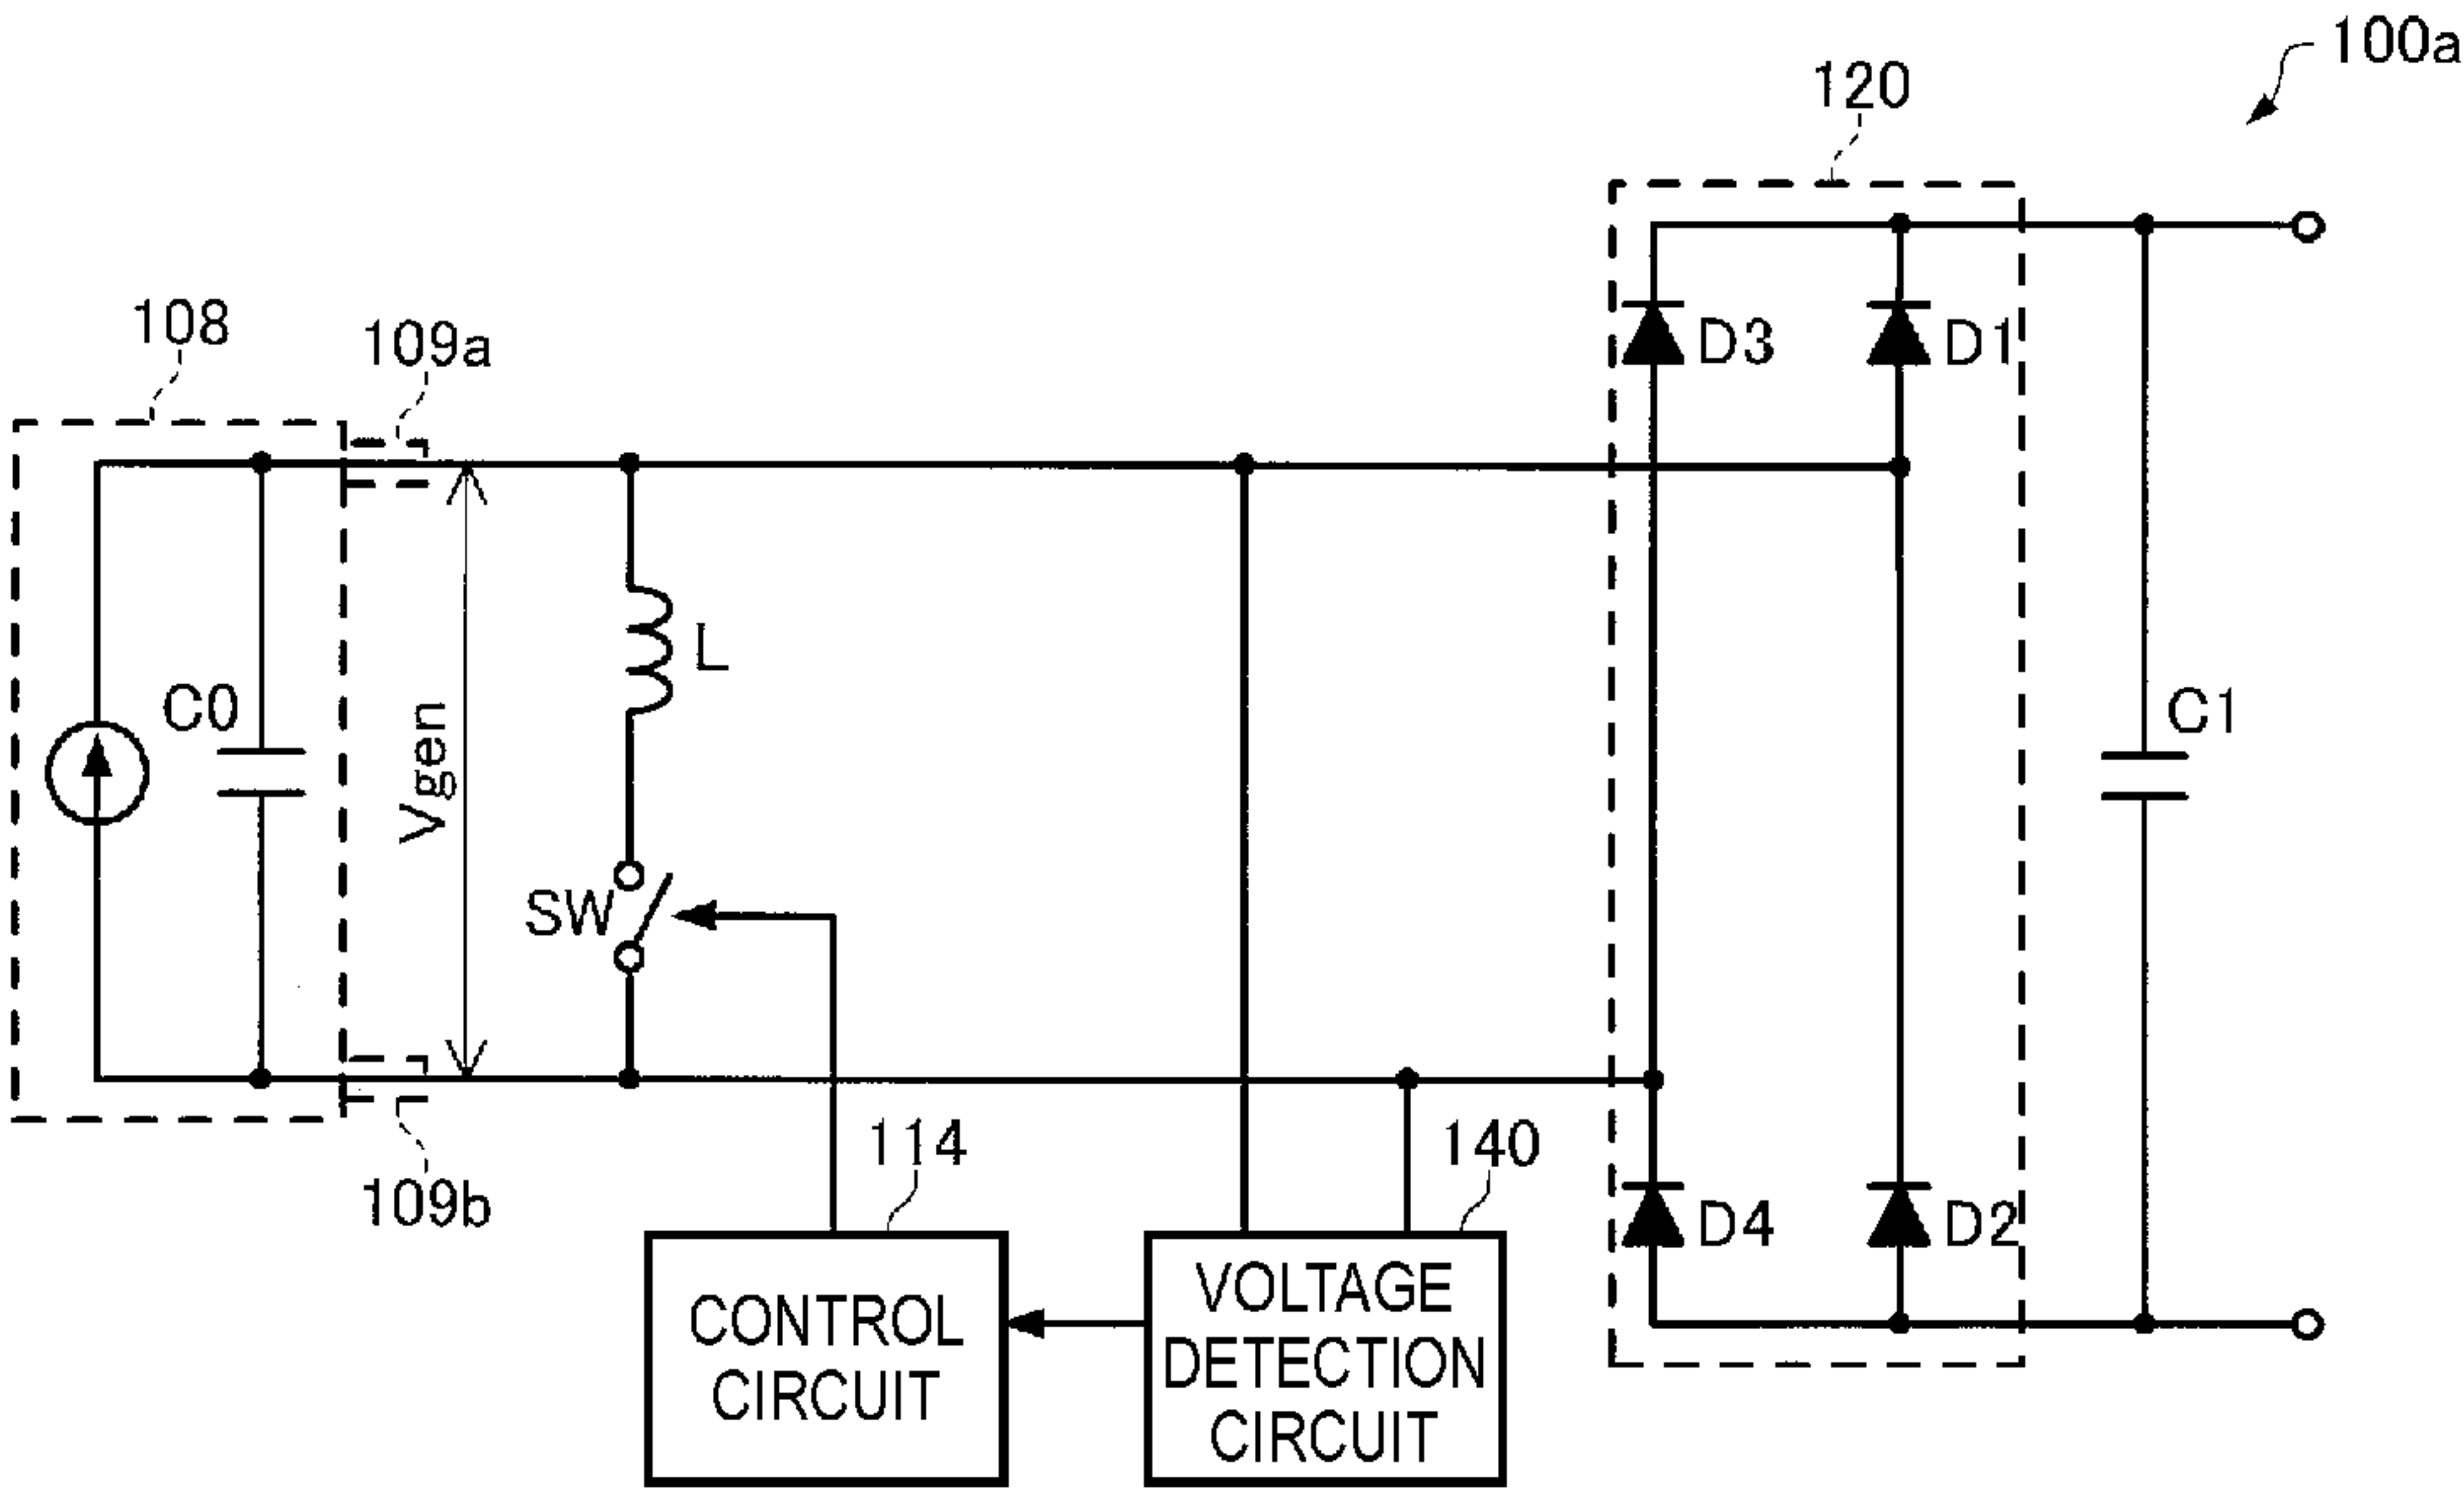 100a
120
D3
D1
108
109a
C0
Vgen
L
C1
SW
109b
114
140
D4
D2
CONTROL
CIRCUIT
VOLTAGE
DETECTION
CIRCUIT